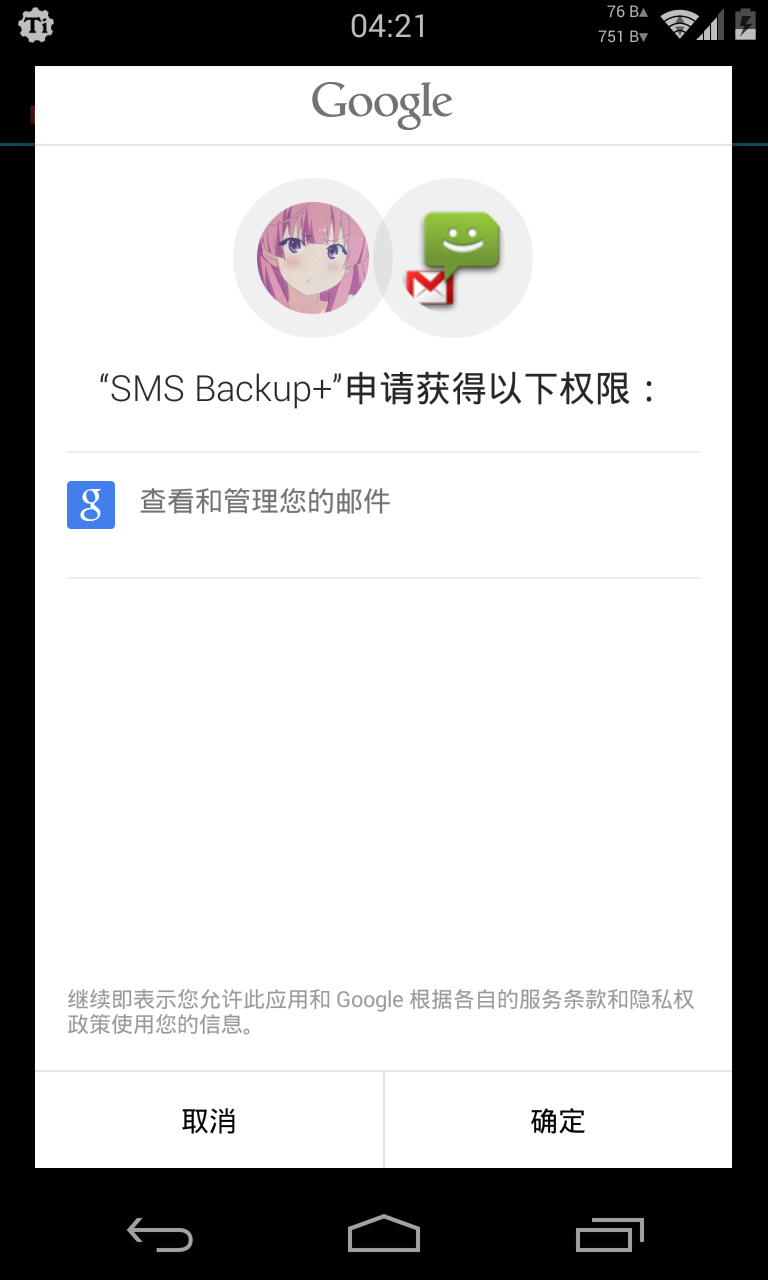 Ti
04:21
76 B▲
751 B▼
Google
“SMS Backup+”申请获得以下权限：
g
查看和管理您的邮件
继续即表示您允许此应用和 Google 根据各自的服务条款和隐私权
政策使用您的信息。
取消
确定